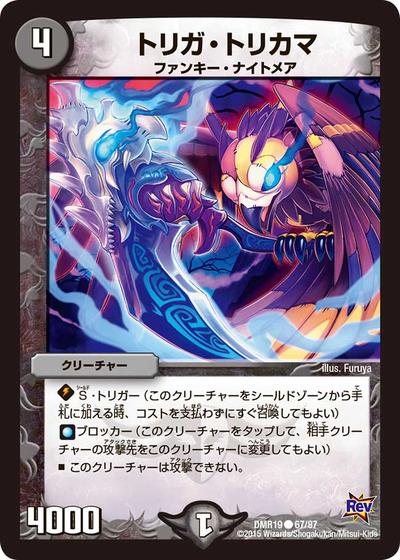 4
トリガ・トリカマ
ファンキー・ナイトメア
illus. Furuya
クリーチャー
S・トリガー (このクリーチャーをシールドゾーンから手
札に加える時、コストを支払わずにすぐ召喚してもよい)
ブロッカー (このクリーチャーをタップして、相手クリー
チャーの攻撃先をこのクリーチャーに変更してもよい)
■ このクリーチャーは攻撃できない。
Rev
4000
DMR19 ● 67/87
©2015 Wizards/Shogakukan/Mitsui-Kids